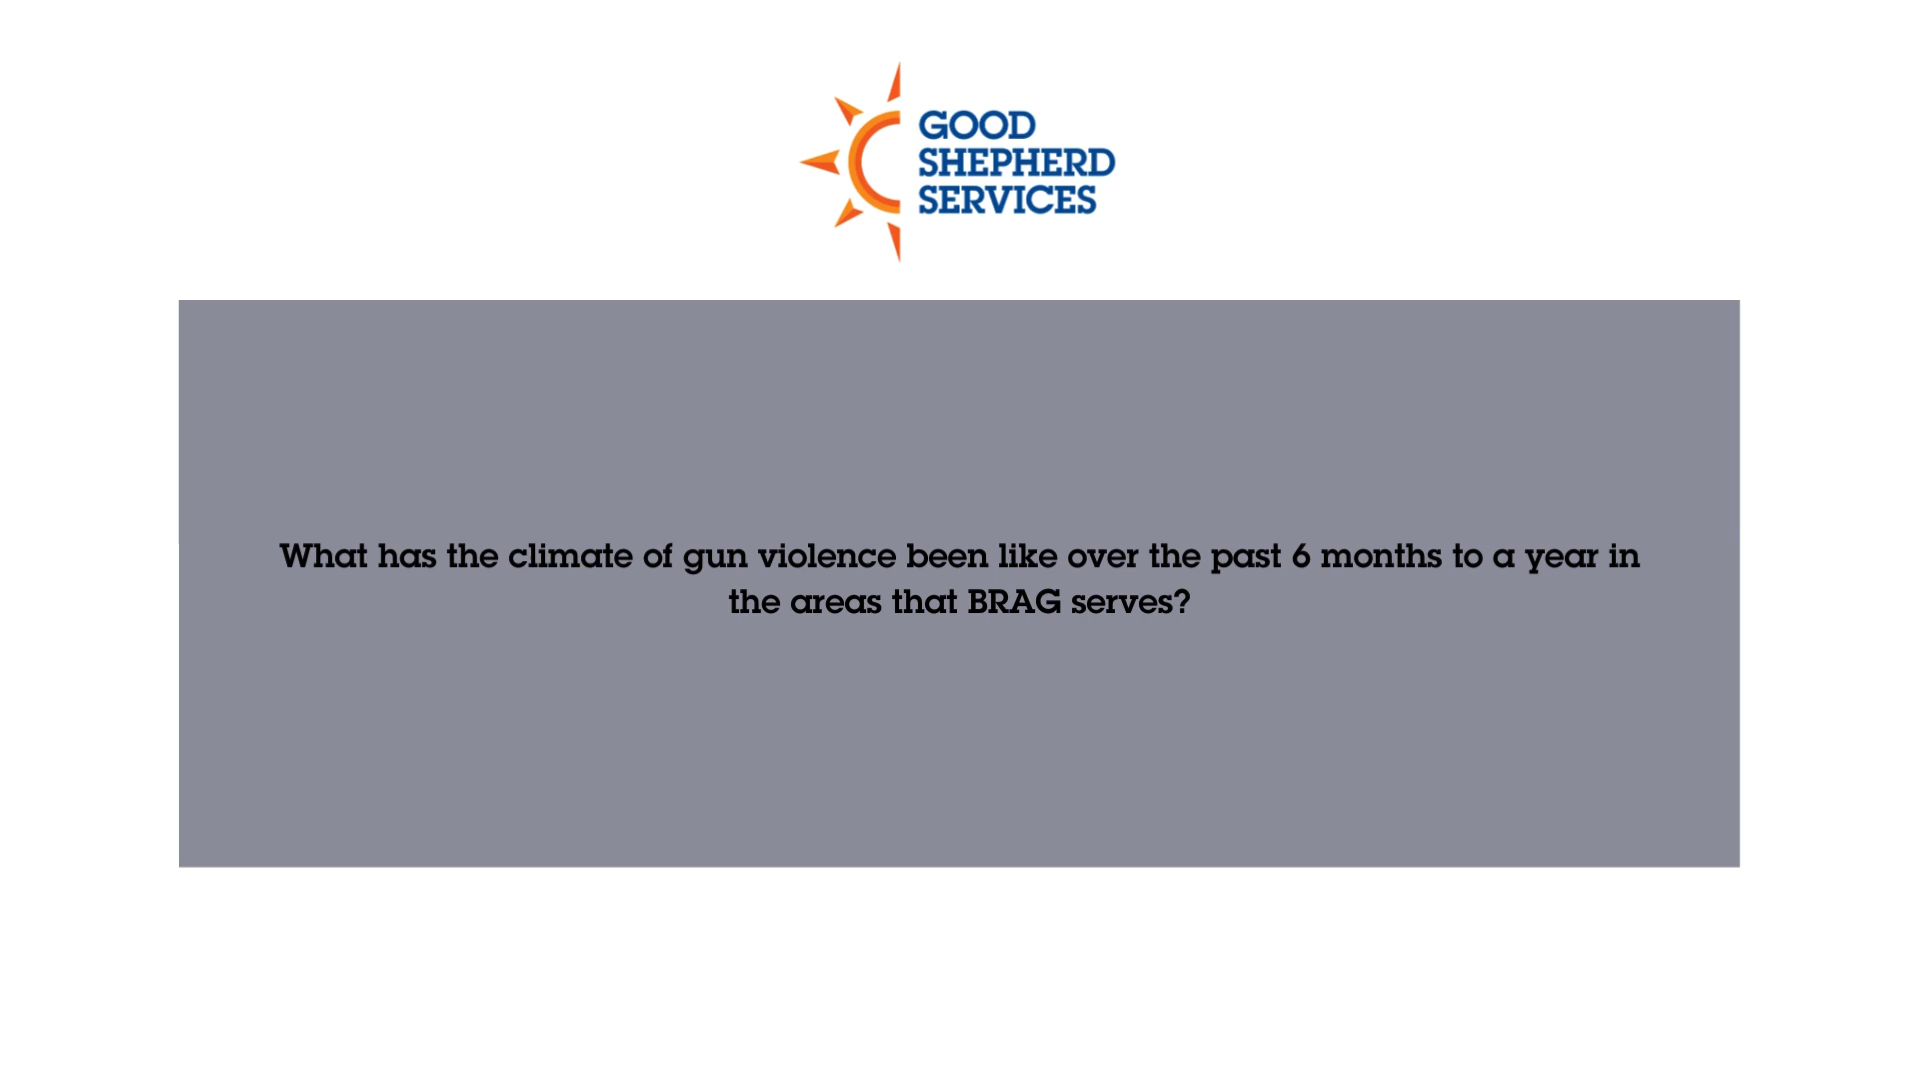 GOOD
SHEPHERD
SERVICES
What has the climate of gun violence been like over the past 6 months to a year in
the areas that BRAG serves?